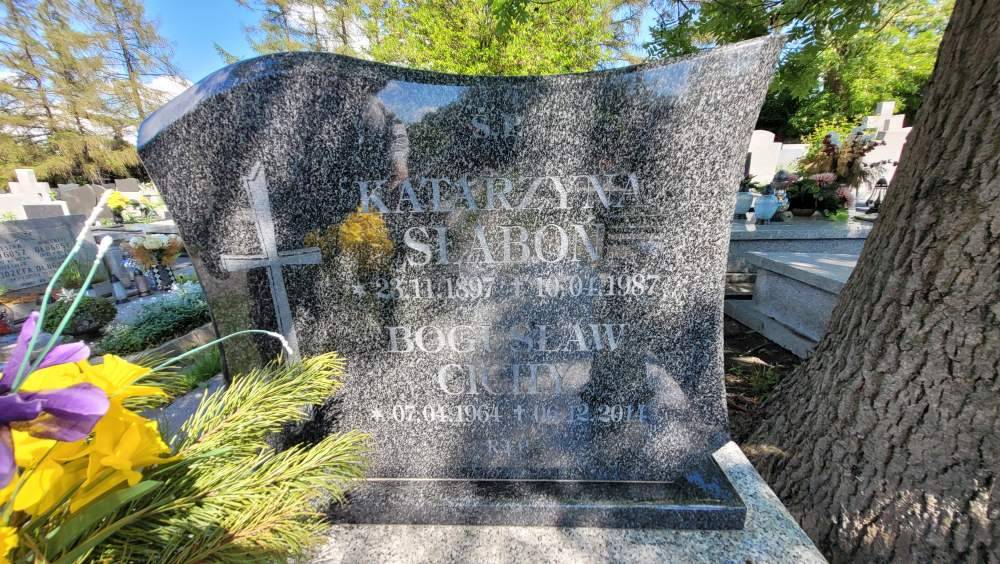 Ś.P.
KATARZYNA
SŁABOŃ
* 23.11.1897 † 10.04.1987
BOGUSŁAW
CICHY
* 07.04.1964 † 06.12.2014